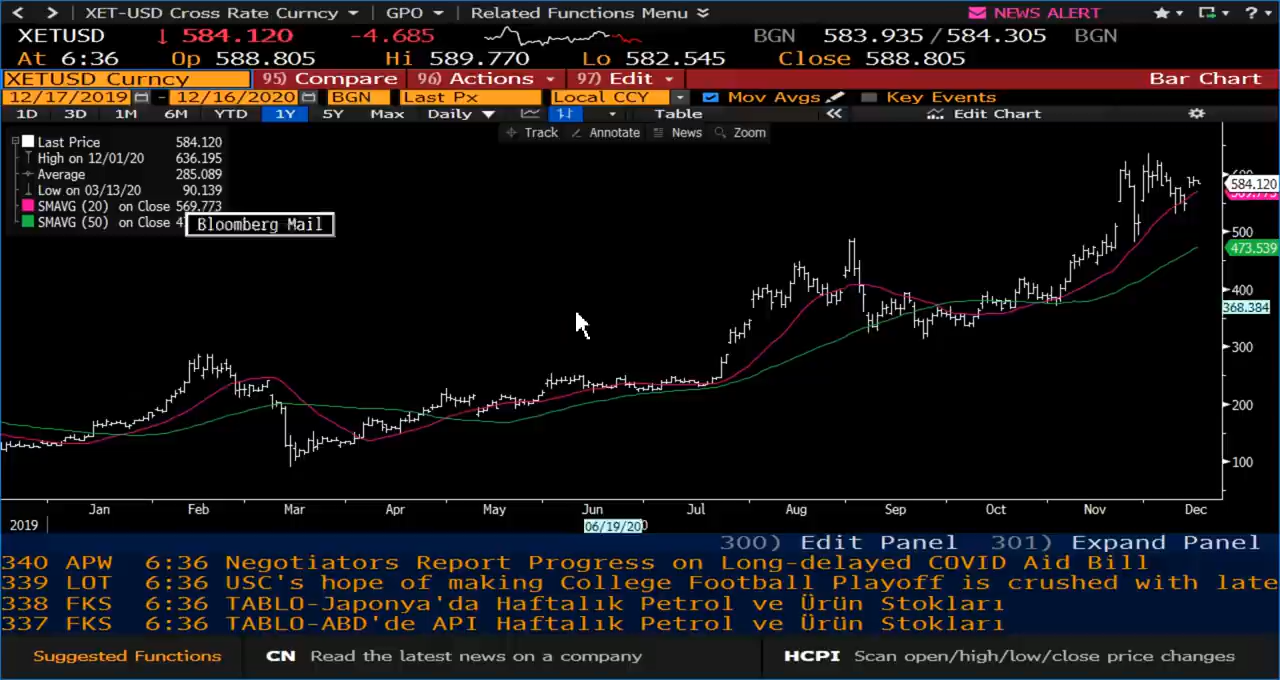 XET-USD Cross Rate Curncy GPO Related Functions Menu NEWS ALERT ?
XETUSD ↓ 584.120 -4.685 BGN 583.935/584.305 BGN
At 6:36 Op 588.805 Hi 589.770 Lo 582.545 Close 588.805
XETUSD Curncy 95) Compare 96) Actions 97) Edit Bar Chart
12/17/2019 - 12/16/2020 BGN Last Px Local CCY Mov Avgs Key Events
1D 3D 1M 6M YTD 1Y 5Y Max Daily Table « Edit Chart
Track Annotate News Zoom
Last Price 584.120
High on 12/01/20 636.195
Average 285.089
Low on 03/13/20 90.139
SMAVG (20) on Close 569.773
SMAVG (50) on Close
Bloomberg Mail
584.120
500
473.539
400
368.384
300
200
100
Jan Feb Mar Apr May Jun Jul Aug Sep Oct Nov Dec
2019 06/19/20
300) Edit Panel 301) Expand Panel
340 APW 6:36 Negotiators Report Progress on Long-delayed COVID Aid Bill
339 LOT 6:36 USC's hope of making College Football Playoff is crushed with late
338 FKS 6:36 TABLO-Japonya'da Haftalık Petrol ve Ürün Stokları
337 FKS 6:36 TABLO-ABD'de API Haftalık Petrol ve Ürün Stokları
Suggested Functions CN Read the latest news on a company HCPI Scan open/high/low/close price changes